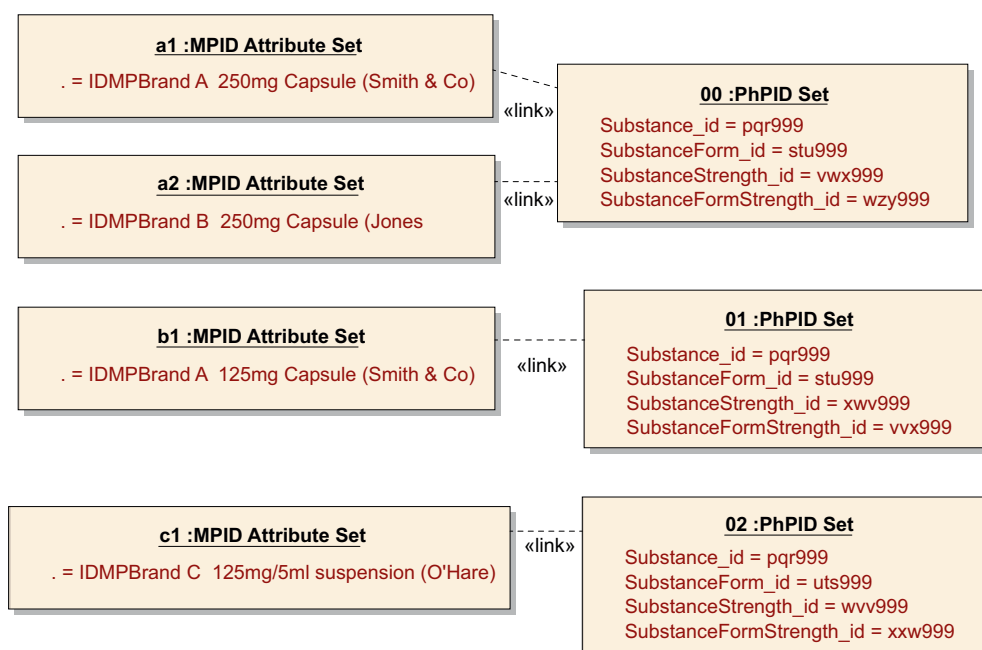 a1 :MPID Attribute Set
. = IDMPBrand A 250mg Capsule (Smith & Co)
«link»
00 :PhPID Set
Substance_id = pqr999
SubstanceForm_id = stu999
SubstanceStrength_id = vwx999
SubstanceFormStrength_id = wzy999
a2 :MPID Attribute Set
. = IDMPBrand B 250mg Capsule (Jones
«link»
b1 :MPID Attribute Set
. = IDMPBrand A 125mg Capsule (Smith & Co)
«link»
01 :PhPID Set
Substance_id = pqr999
SubstanceForm_id = stu999
SubstanceStrength_id = xwv999
SubstanceFormStrength_id = vvx999
c1 :MPID Attribute Set
. = IDMPBrand C 125mg/5ml suspension (O'Hare)
«link»
02 :PhPID Set
Substance_id = pqr999
SubstanceForm_id = uts999
SubstanceStrength_id = wvv999
SubstanceFormStrength_id = xxw999